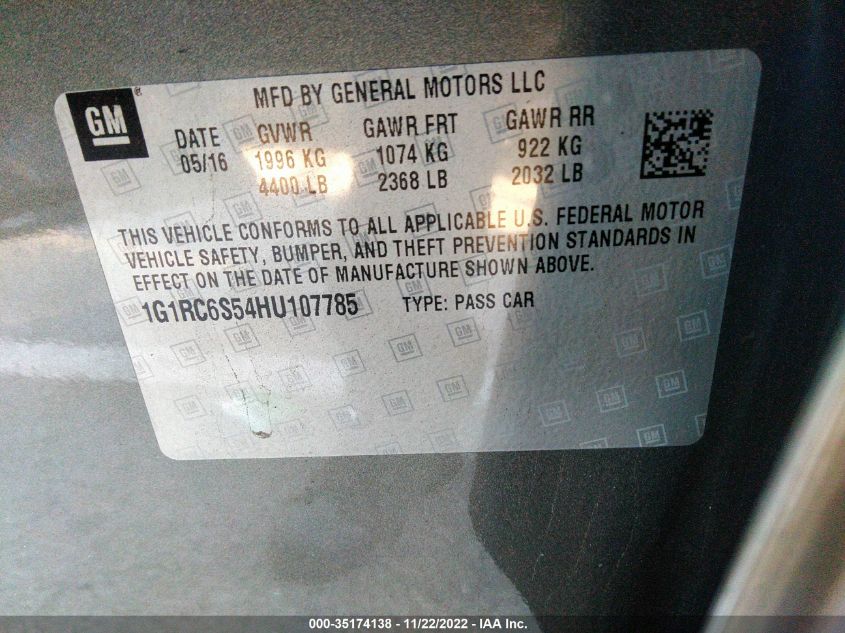 GM
MFD BY GENERAL MOTORS LLC
DATE GVWR GAWR FRT GAWR RR
05/16 1996 KG 1074 KG 922 KG
4400 LB 2368 LB 2032 LB
THIS VEHICLE CONFORMS TO ALL APPLICABLE U.S. FEDERAL MOTOR
VEHICLE SAFETY, BUMPER, AND THEFT PREVENTION STANDARDS IN
EFFECT ON THE DATE OF MANUFACTURE SHOWN ABOVE.
1G1RC6S54HU107785 TYPE: PASS CAR
000-35174138 - 11/22/2022 - IAA Inc.